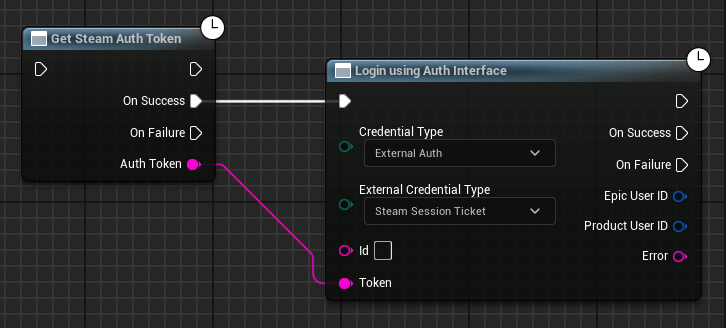 Get Steam Auth Token
On Success
On Failure
Auth Token
Login using Auth Interface
Credential Type
External Auth
External Credential Type
Steam Session Ticket
Id
Token
On Success
On Failure
Epic User ID
Product User ID
Error